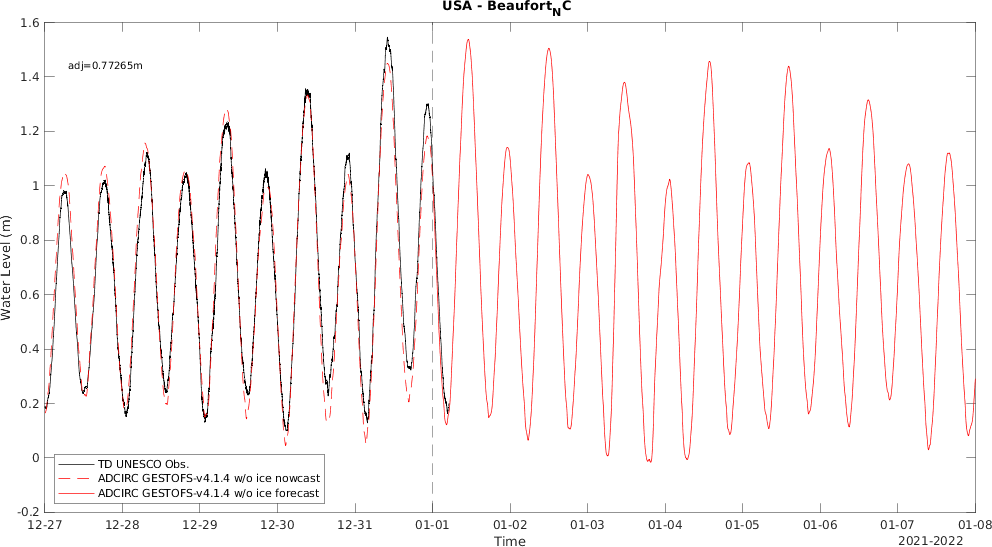 USA - Beaufort_NC
adj=0.77265m
1.6
1.4
1.2
1
0.8
0.6
0.4
0.2
0
-0.2
Water Level (m)
TD UNESCO Obs.
ADCIRC GESTOFS-v4.1.4 w/o ice nowcast
ADCIRC GESTOFS-v4.1.4 w/o ice forecast
12-27 12-28 12-29 12-30 12-31 01-01 01-02 01-03 01-04 01-05 01-06 01-07 01-08
Time
2021-2022